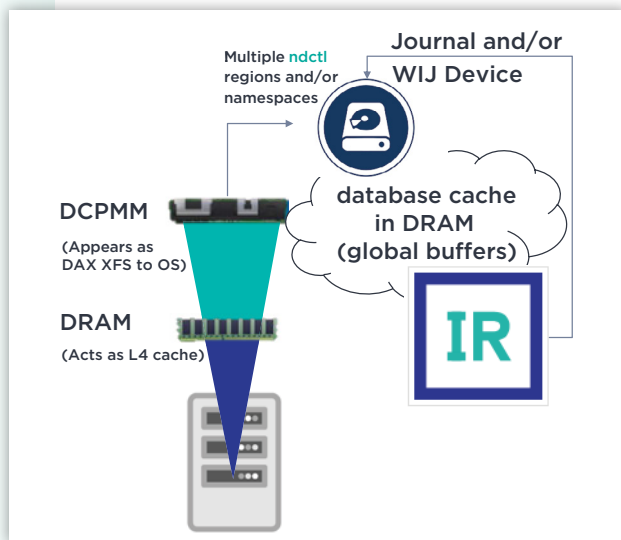 Journal and/or
WIJ Device
Multiple ndctl
regions and/or
namespaces
DCPMM
(Appears as
DAX XFS to OS)
database cache
in DRAM
(global buffers)
DRAM
(Acts as L4 cache)
IR